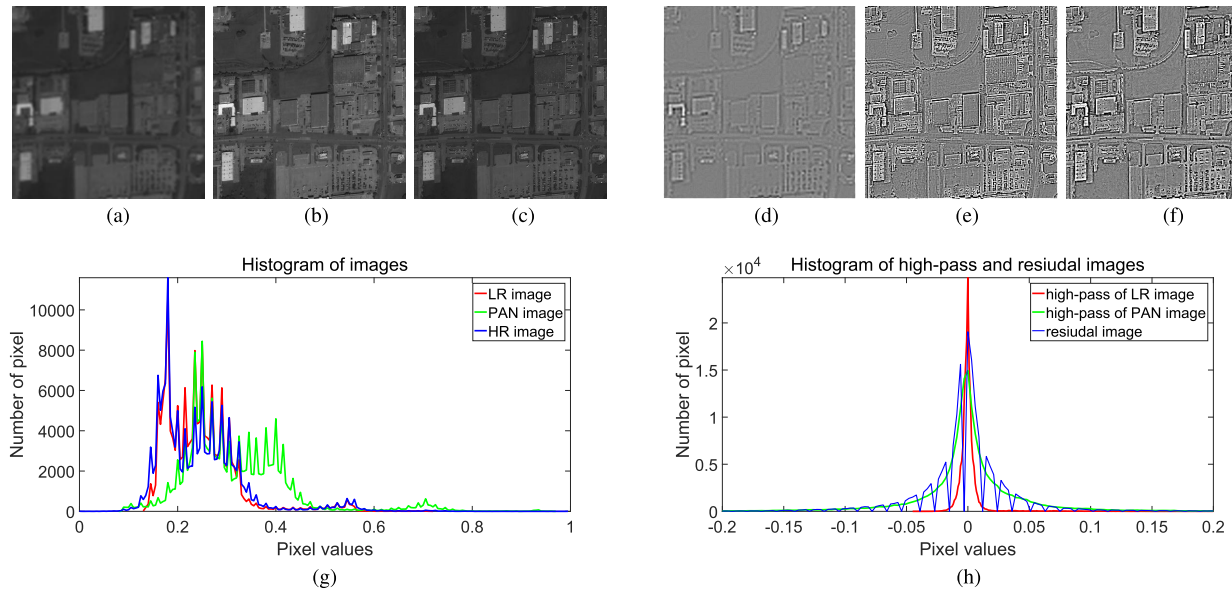 (a)
(b)
(c)
(d)
(e)
(f)
Histogram of images
Number of pixel
10000
8000
6000
4000
2000
0
LR image
PAN image
HR image
0
0.2
0.4
0.6
0.8
1
Pixel values
(g)
×10⁴
Histogram of high-pass and resiudal images
Number of pixel
2
1.5
1
0.5
0
high-pass of LR image
high-pass of PAN image
resiudal image
-0.2
-0.15
-0.1
-0.05
0
0.05
0.1
0.15
0.2
Pixel values
(h)